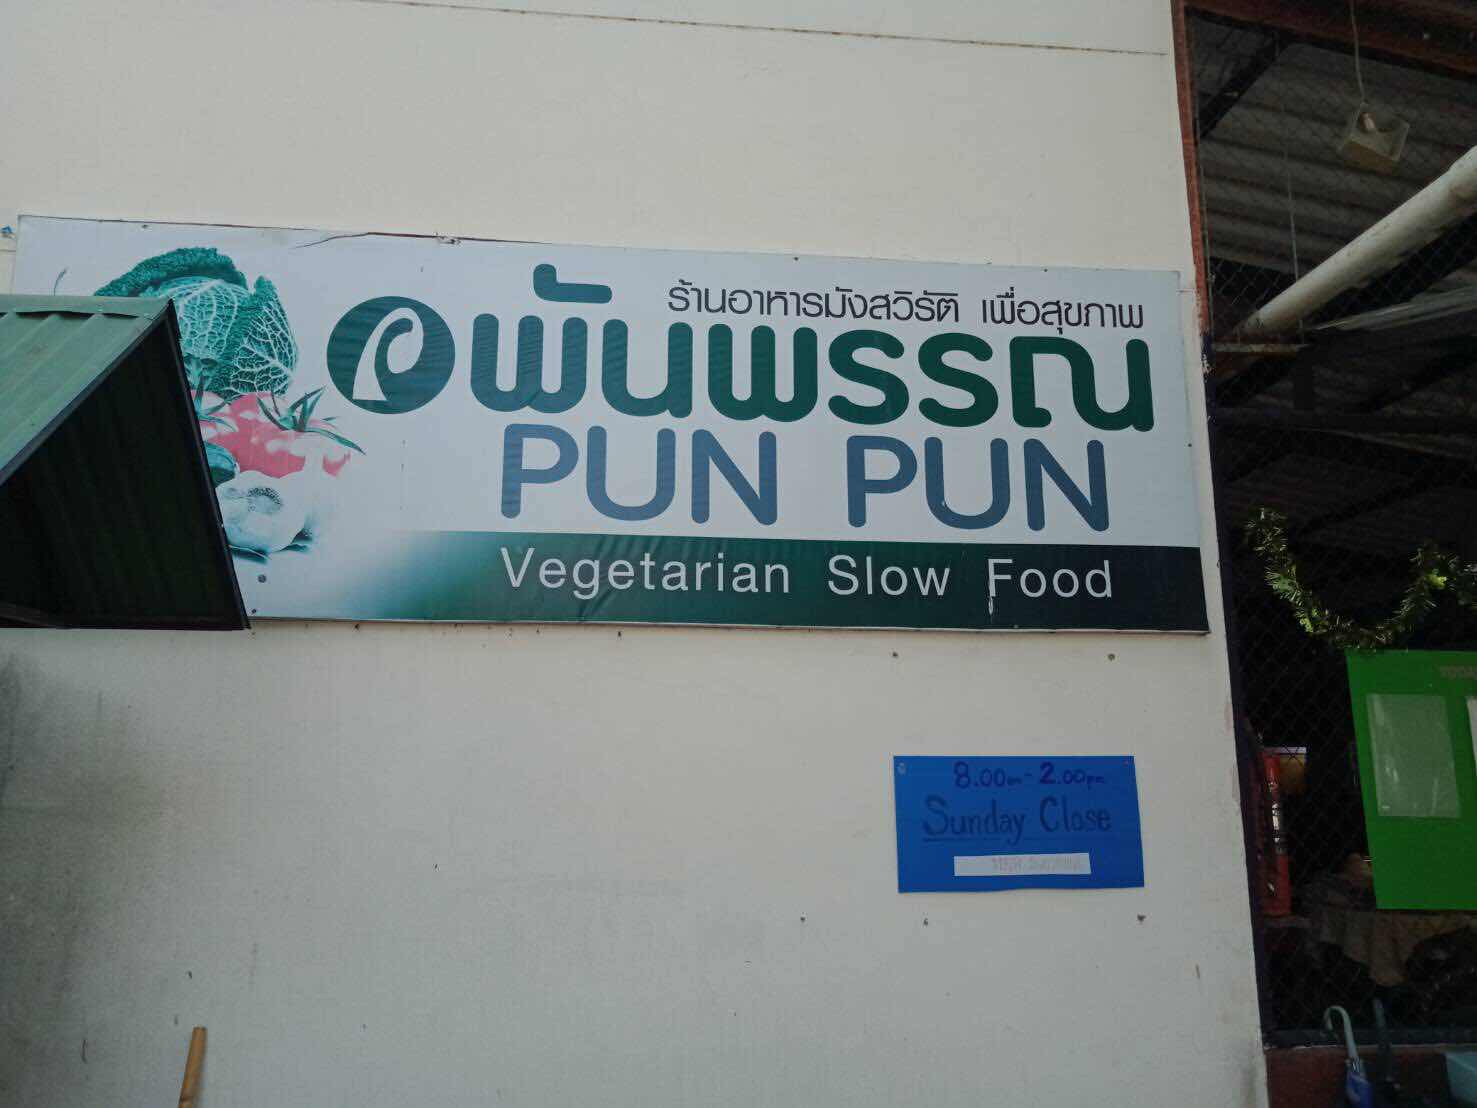 ร้านอาหารมังสวิรัติ เพื่อสุขภาพ
พันพรรณ
PUN PUN
Vegetarian Slow Food
8.00am - 2.00pm
Sunday Close